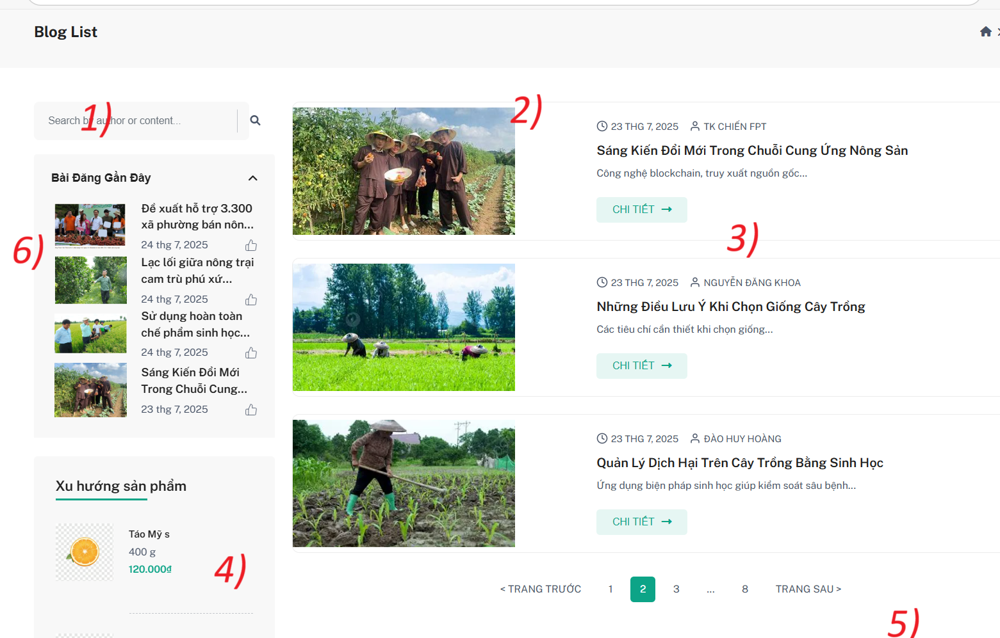 Blog List
1)
Search by author or content...
Bài Đăng Gần Đây
6)
Đề xuất hỗ trợ 3.300
xã phường bán nôn...
24 thg 7, 2025
Lạc lối giữa nông trại
cam trù phú xứ...
24 thg 7, 2025
Sử dụng hoàn toàn
chế phẩm sinh học...
24 thg 7, 2025
Sáng Kiến Đổi Mới
Trong Chuỗi Cung...
23 thg 7, 2025
Xu hướng sản phẩm
Táo Mỹ s
400 g
120.000₫
4)
2)
23 THG 7, 2025 TK CHIẾN FPT
Sáng Kiến Đổi Mới Trong Chuỗi Cung Ứng Nông Sản
Công nghệ blockchain, truy xuất nguồn gốc...
CHI TIẾT →
3)
23 THG 7, 2025 NGUYỄN ĐĂNG KHOA
Những Điều Lưu Ý Khi Chọn Giống Cây Trồng
Các tiêu chí cần thiết khi chọn giống...
CHI TIẾT →
23 THG 7, 2025 ĐÀO HUY HOÀNG
Quản Lý Dịch Hại Trên Cây Trồng Bằng Sinh Học
Ứng dụng biện pháp sinh học giúp kiểm soát sâu bệnh...
CHI TIẾT →
< TRANG TRƯỚC 1 2 3 ... 8 TRANG SAU >
5)